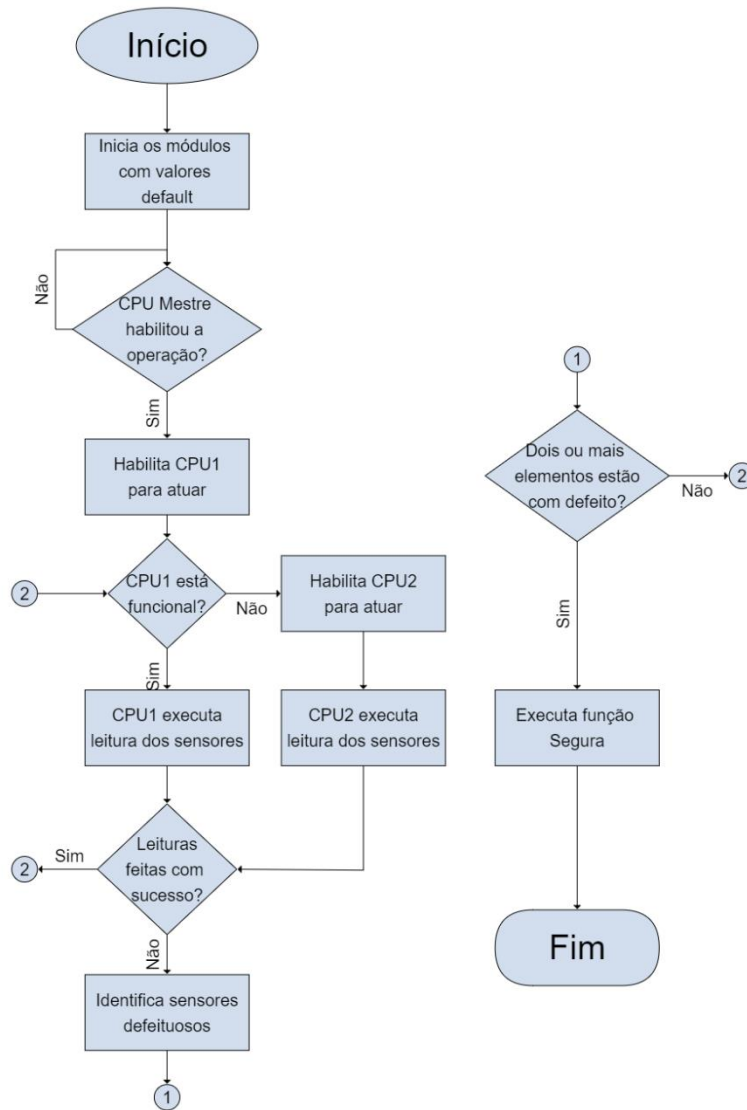 Início
Inicia os módulos
com valores
default
Não
CPU Mestre
habilitou a
operação?
Sim
Habilita CPU1
para atuar
2
CPU1 está
funcional?
Não
Habilita CPU2
para atuar
Sim
CPU1 executa
leitura dos sensores
CPU2 executa
leitura dos sensores
2
Sim
Leituras
feitas com
sucesso?
Não
Identifica sensores
defeituosos
1
1
Dois ou mais
elementos estão
com defeito?
Não
2
Sim
Executa função
Segura
Fim